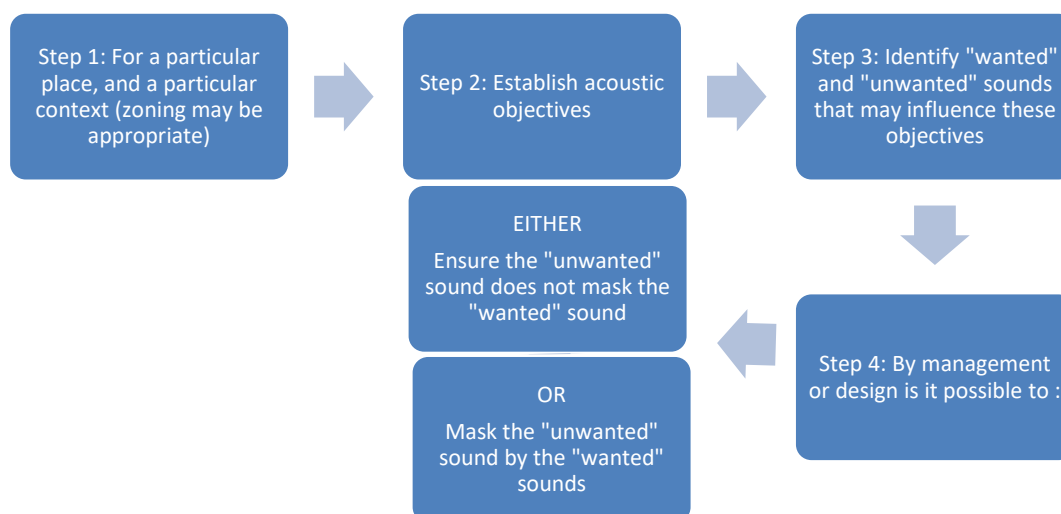 Step 1: For a particular
place, and a particular
context (zoning may be
appropriate)
Step 2: Establish acoustic
objectives
Step 3: Identify "wanted"
and "unwanted" sounds
that may influence these
objectives
Step 4: By management
or design is it possible to :
EITHER
Ensure the "unwanted"
sound does not mask the
"wanted" sound
OR
Mask the "unwanted"
sound by the "wanted"
sounds